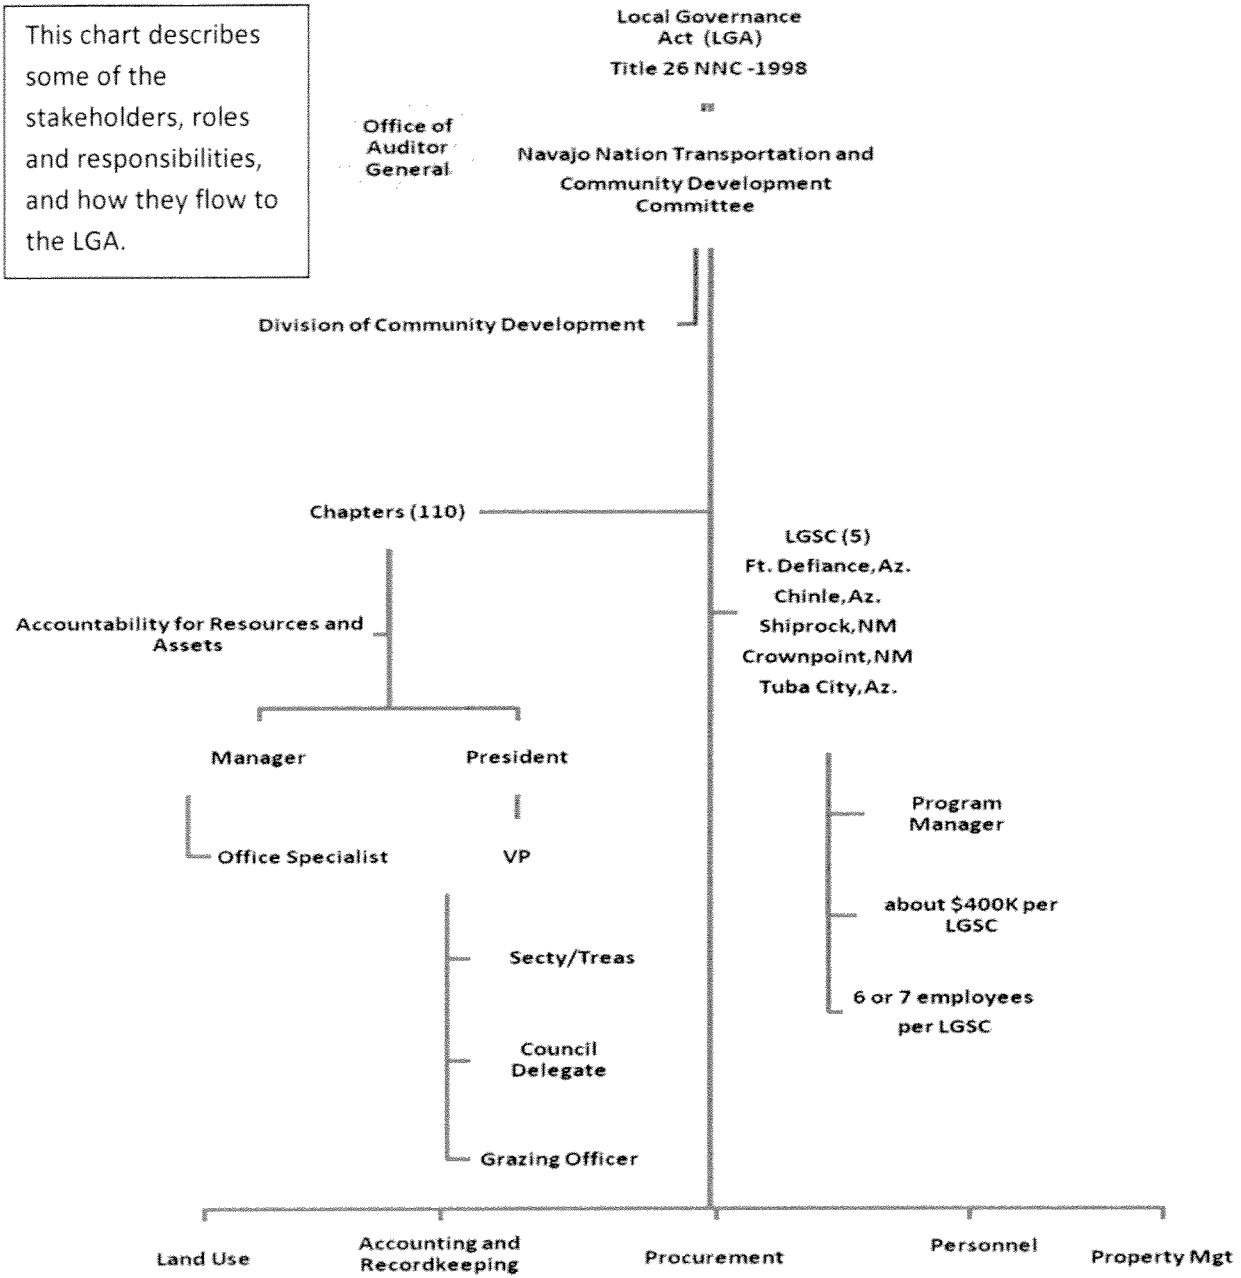 This chart describes
some of the
stakeholders, roles
and responsibilities,
and how they flow to
the LGA.
Local Governance
Act (LGA)
Title 26 NNC -1998
Office of
Auditor
General
Navajo Nation Transportation and
Community Development
Committee
Division of Community Development
Chapters (110)
LGSC (5)
Ft. Defiance, Az.
Chinle, Az.
Shiprock, NM
Crownpoint, NM
Tuba City, Az.
Accountability for Resources and
Assets
Manager
President
Office Specialist
VP
Secty/Treas
Council
Delegate
Grazing Officer
Program
Manager
about $400K per
LGSC
6 or 7 employees
per LGSC
Land Use
Accounting and
Recordkeeping
Procurement
Personnel
Property Mgt